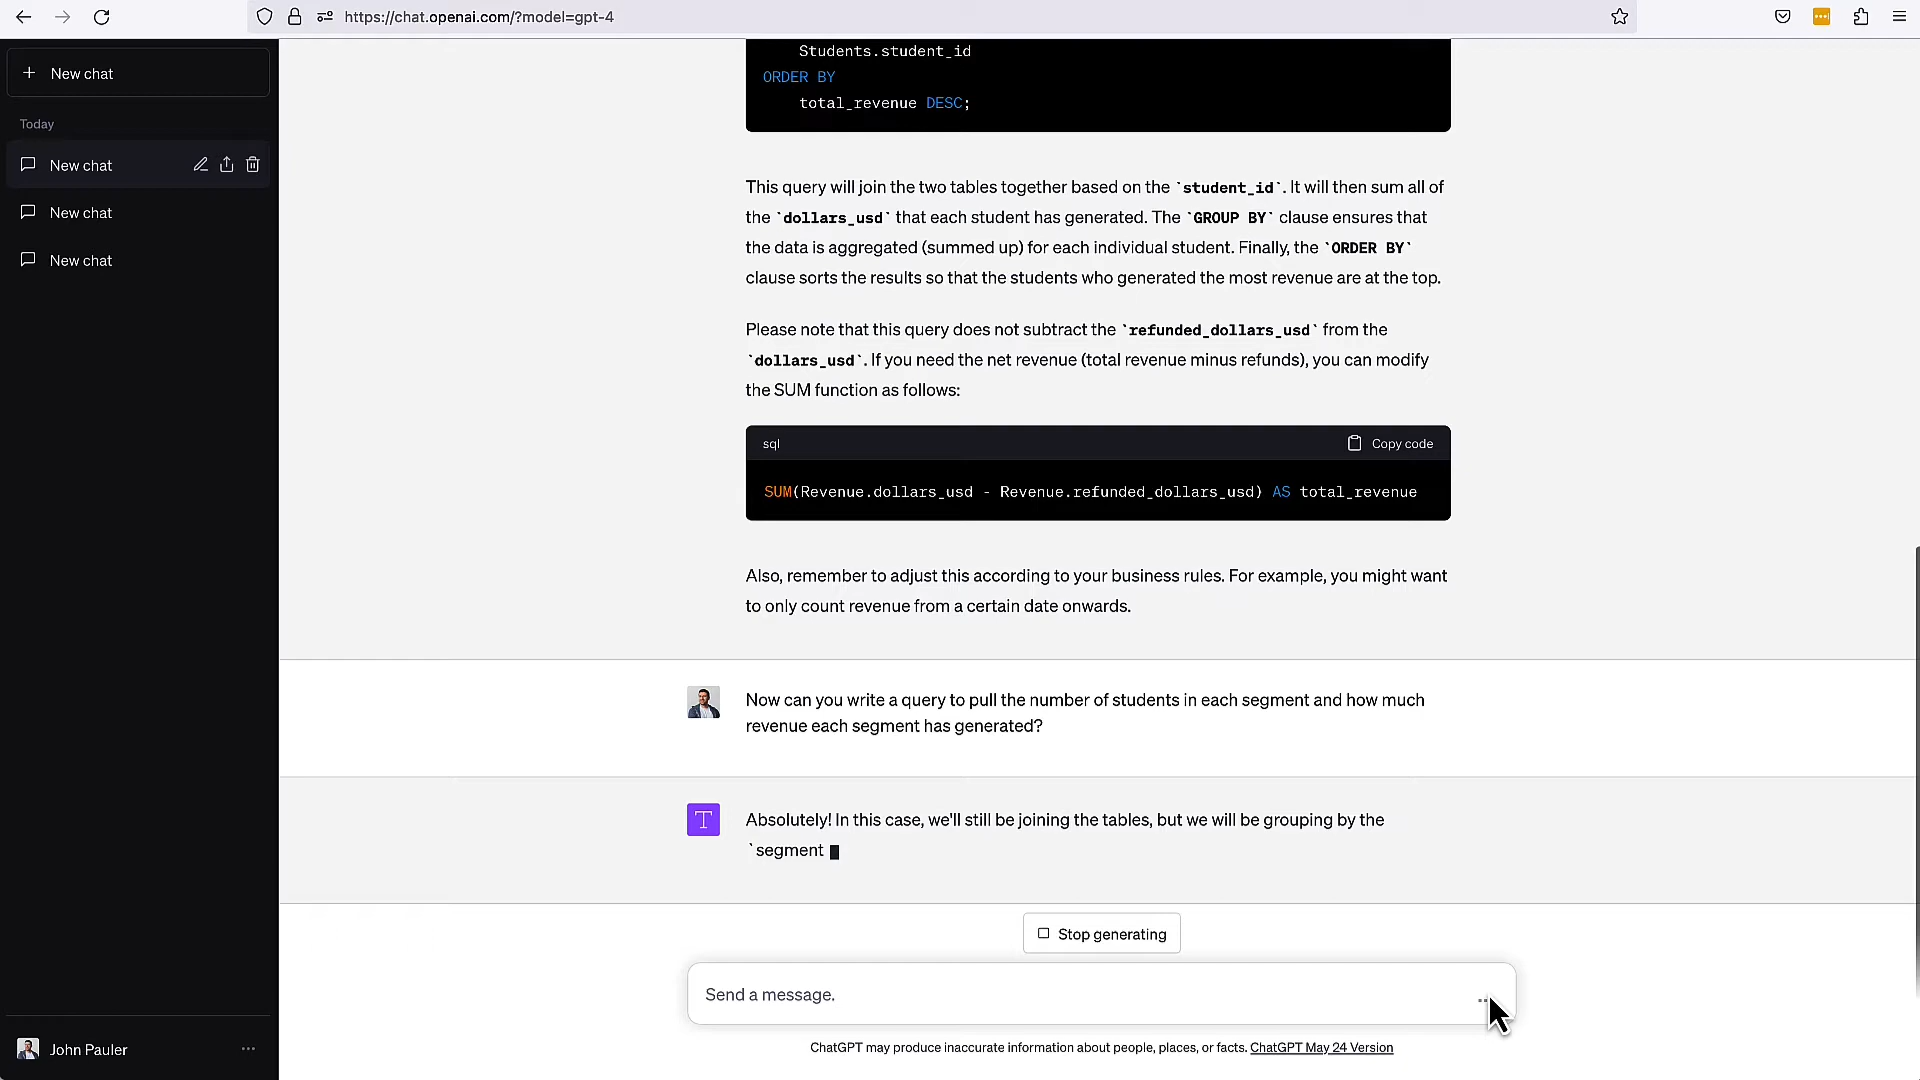 https://chat.openai.com/?model=gpt-4
New chat
Today
New chat
New chat
New chat
John Pauler
Students.student_id
ORDER BY
total_revenue DESC;
This query will join the two tables together based on the `student_id`. It will then sum all of
the `dollars_usd` that each student has generated. The `GROUP BY` clause ensures that
the data is aggregated (summed up) for each individual student. Finally, the `ORDER BY`
clause sorts the results so that the students who generated the most revenue are at the top.
Please note that this query does not subtract the `refunded_dollars_usd` from the
`dollars_usd`. If you need the net revenue (total revenue minus refunds), you can modify
the SUM function as follows:
sql
Copy code
SUM(Revenue.dollars_usd - Revenue.refunded_dollars_usd) AS total_revenue
Also, remember to adjust this according to your business rules. For example, you might want
to only count revenue from a certain date onwards.
Now can you write a query to pull the number of students in each segment and how much
revenue each segment has generated?
T
Absolutely! In this case, we'll still be joining the tables, but we will be grouping by the
`segment
Stop generating
Send a message.
ChatGPT may produce inaccurate information about people, places, or facts. ChatGPT May 24 Version